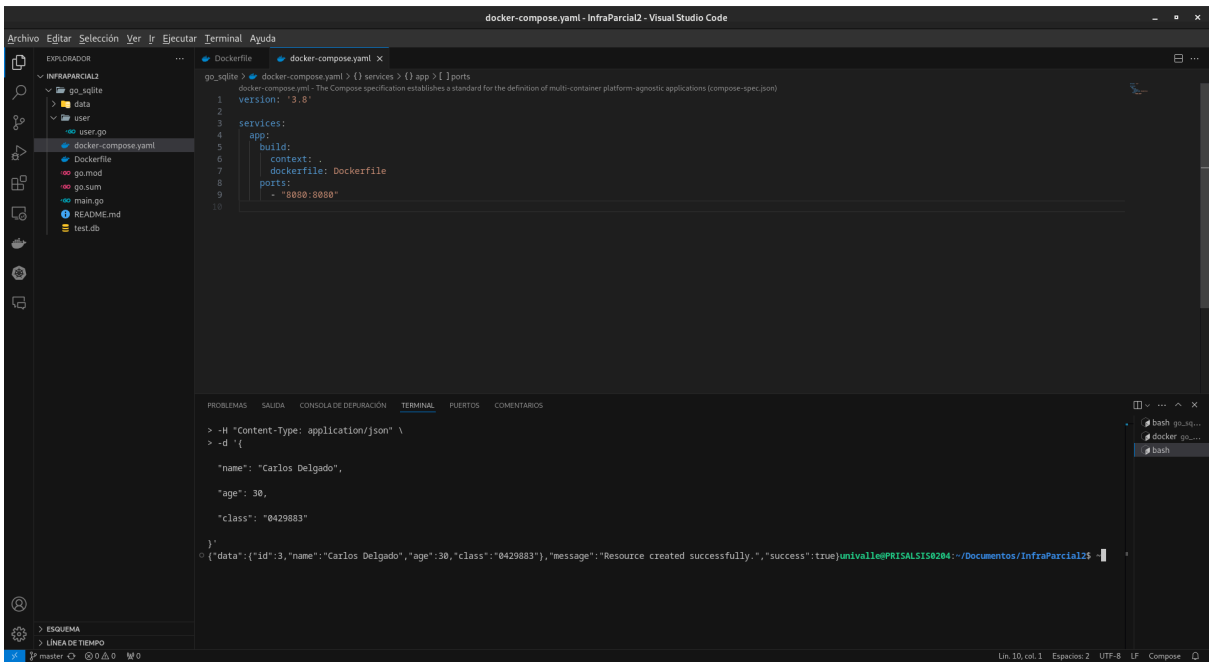 docker-compose.yaml - InfraParcial2 - Visual Studio Code
Archivo Editar Selección Ver Ir Ejecutar Terminal Ayuda
EXPLORADOR
INFRAPARCIAL2
go_sqlite
data
user
user.go
docker-compose.yaml
Dockerfile
go.mod
go.sum
main.go
README.md
test.db
ESQUEMA
LÍNEA DE TIEMPO
Dockerfile docker-compose.yaml
go_sqlite > docker-compose.yaml > {} services > {} app > [ ] ports
docker-compose.yml - The Compose specification establishes a standard for the definition of multi-container platform-agnostic applications (compose-spec.json)
1 version: '3.8'
2
3 services:
4 app:
5 build:
6 context: .
7 dockerfile: Dockerfile
8 ports:
9 - "8080:8080"
10
PROBLEMAS SALIDA CONSOLA DE DEPURACIÓN TERMINAL PUERTOS COMENTARIOS
> -H "Content-Type: application/json" \
> -d '{
"name": "Carlos Delgado",
"age": 30,
"class": "0429883"
}'
{"data":{"id":3,"name":"Carlos Delgado","age":30,"class":"0429883"},"message":"Resource created successfully.","success":true}univalle@PRISALSIS0204:~/Documentos/InfraParcial2$ ~
bash go_sq...
docker go_...
bash
master 0 0 0 Lín. 10, col. 1 Espacios: 2 UTF-8 LF Compose